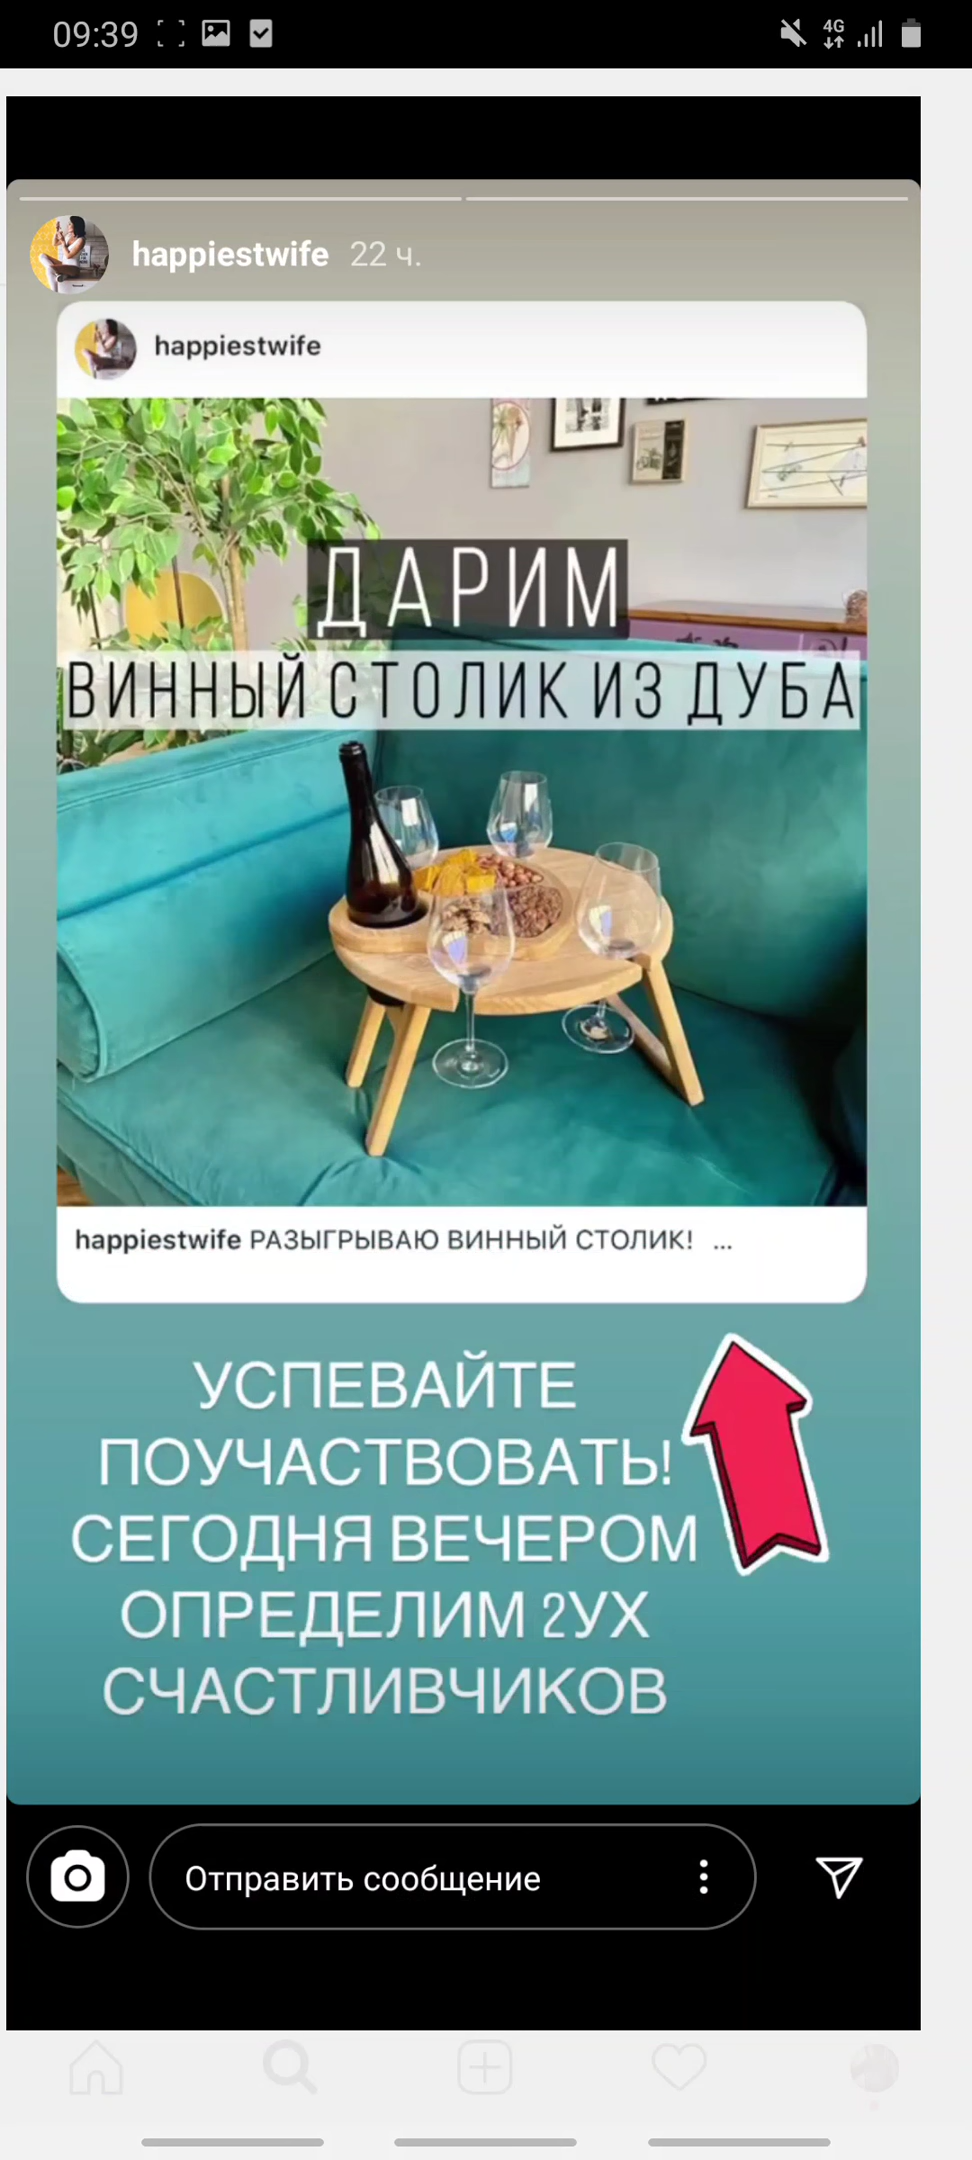 09:39
4G
happiestwife 22 ч.
happiestwife
ДАРИМ
ВИННЫЙ СТОЛИК ИЗ ДУБА
happiestwife РАЗЫГРЫВАЮ ВИННЫЙ СТОЛИК! ...
УСПЕВАЙТЕ
ПОУЧАСТВОВАТЬ!
СЕГОДНЯ ВЕЧЕРОМ
ОПРЕДЕЛИМ 2УХ
СЧАСТЛИВЧИКОВ
Отправить сообщение